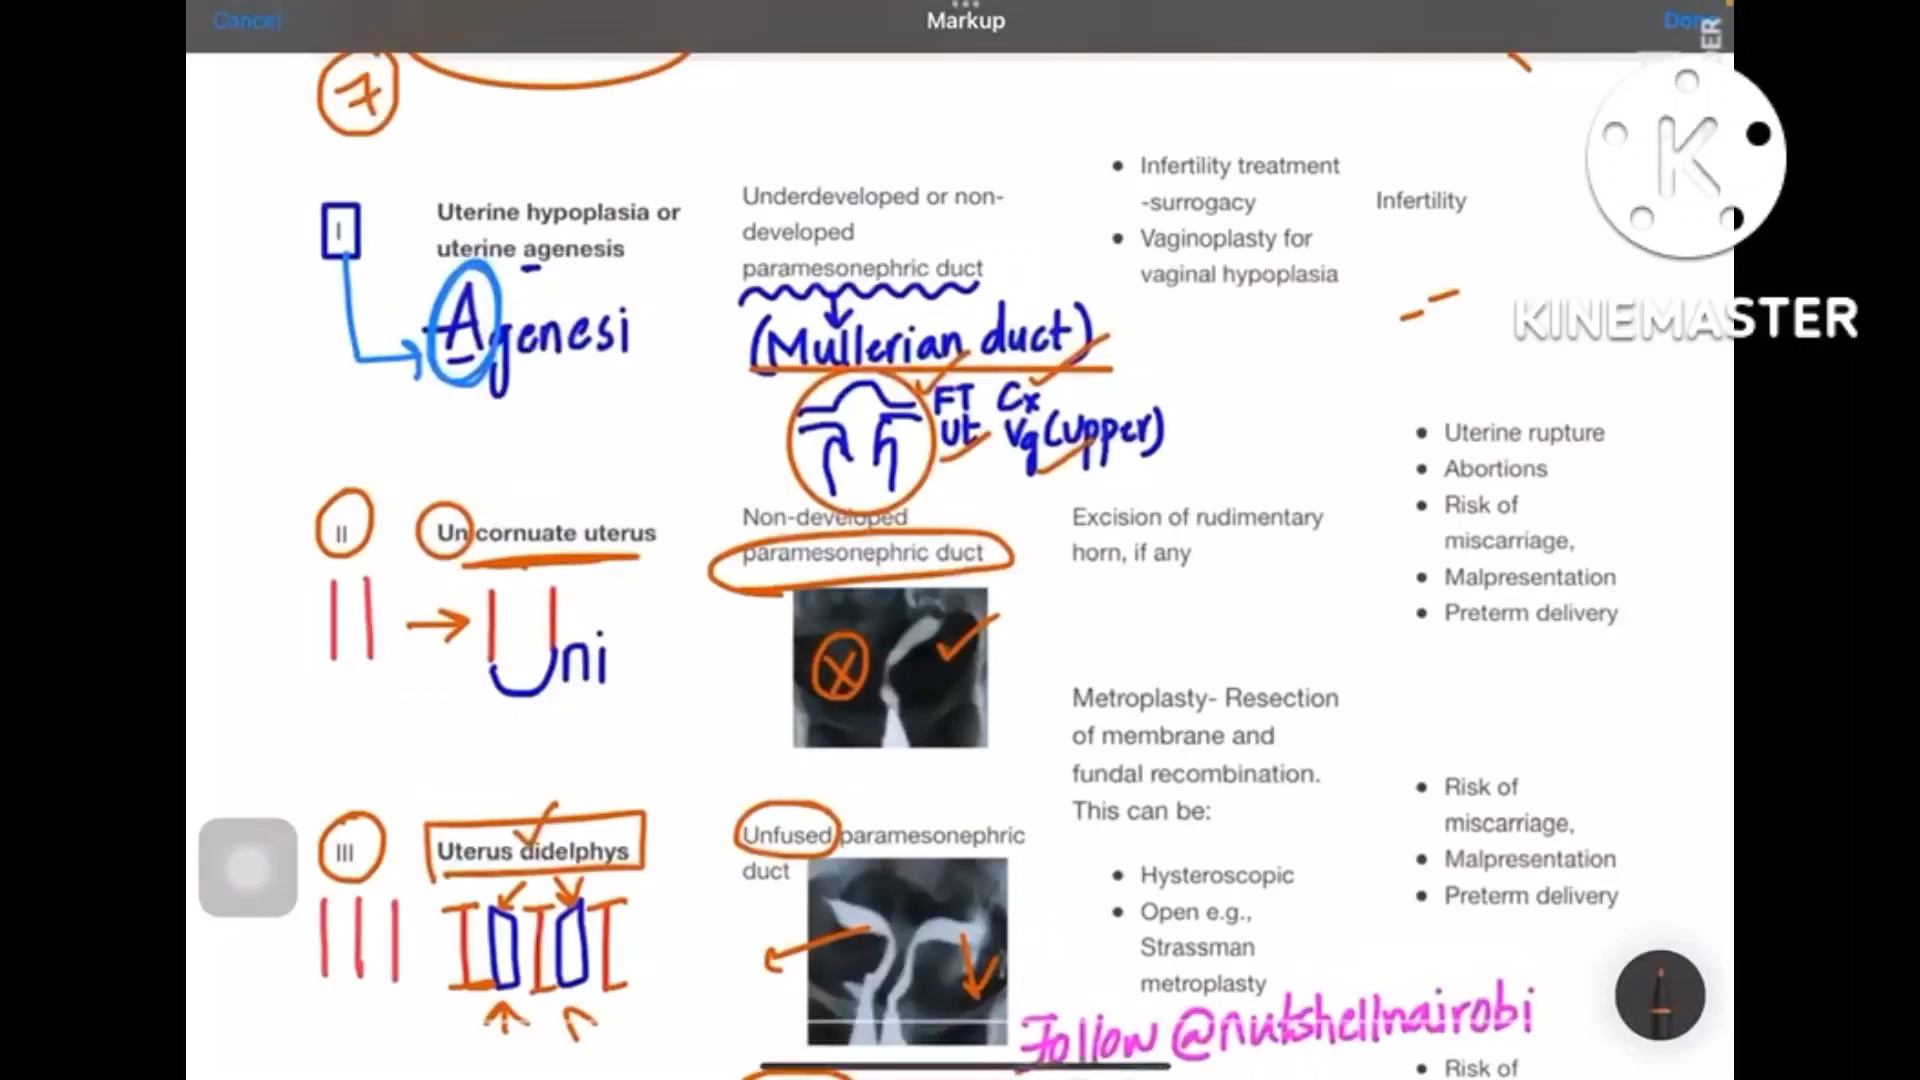 Cancel
Markup
7
I
Uterine hypoplasia or
uterine agenesis
Agenesi
Underdeveloped or non-
developed
paramesonephric duct
(Mullerian duct)
FT Cx
Ut Vg (upper)
Infertility treatment
-surrogacy
Vaginoplasty for
vaginal hypoplasia
Infertility
KINEMASTER
II
Un cornuate uterus
Uni
Non-developed
paramesonephric duct
X
Excision of rudimentary
horn, if any
Uterine rupture
Abortions
Risk of
miscarriage,
Malpresentation
Preterm delivery
III
Uterus didelphys
Unfused paramesonephric
duct
Metroplasty- Resection
of membrane and
fundal recombination.
This can be:
Hysteroscopic
Open e.g.,
Strassman
metroplasty
Risk of
miscarriage,
Malpresentation
Preterm delivery
Follow @nutshellnairobi
Risk of